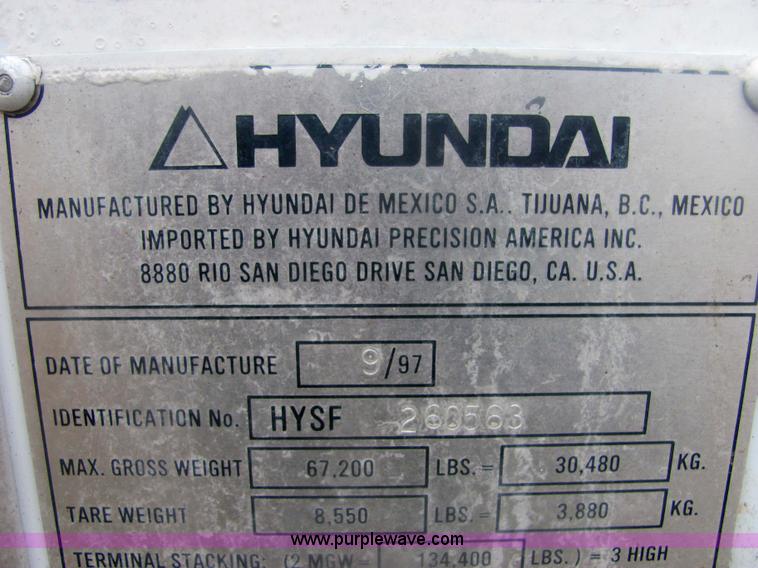 HYUNDAI
MANUFACTURED BY HYUNDAI DE MEXICO S.A.. TIJUANA, B.C., MEXICO
IMPORTED BY HYUNDAI PRECISION AMERICA INC.
8880 RIO SAN DIEGO DRIVE SAN DIEGO, CA. U.S.A.
DATE OF MANUFACTURE 9/97
IDENTIFICATION No. HYSF 260563
MAX. GROSS WEIGHT 67,200 LBS. = 30,480 KG.
TARE WEIGHT 8,550 LBS. = 3,880 KG.
www.purplewave.com
TERMINAL STACKING: (2 MGW = 134,400 LBS. ) = 3 HIGH